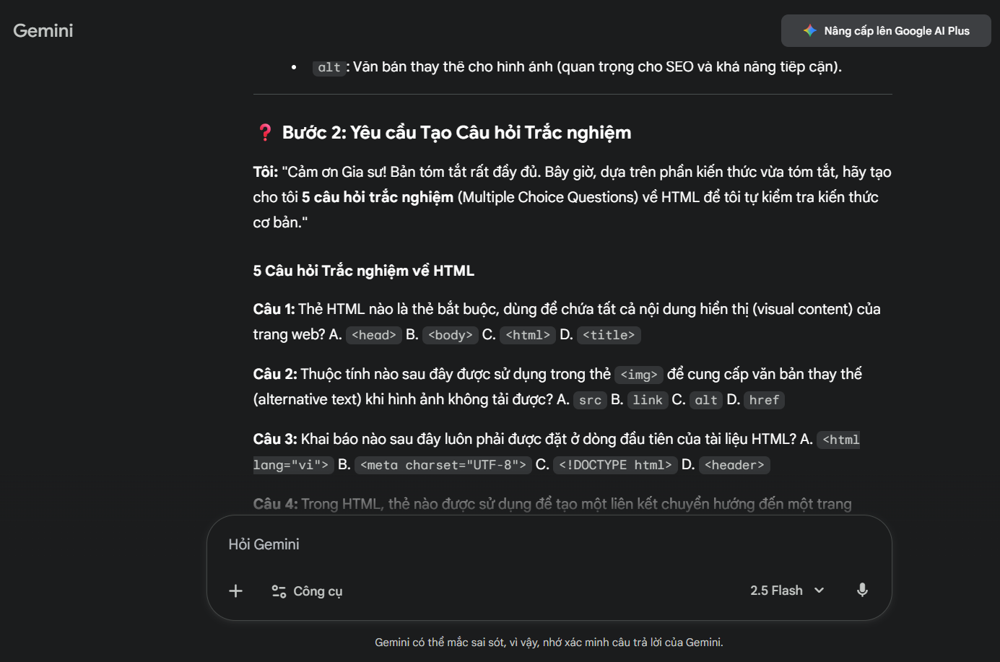 Gemini
Nâng cấp lên Google AI Plus
• alt: Văn bản thay thế cho hình ảnh (quan trọng cho SEO và khả năng tiếp cận).
❓ Bước 2: Yêu cầu Tạo Câu hỏi Trắc nghiệm
Tôi: "Cảm ơn Gia sư! Bản tóm tắt rất đầy đủ. Bây giờ, dựa trên phần kiến thức vừa tóm tắt, hãy tạo
cho tôi 5 câu hỏi trắc nghiệm (Multiple Choice Questions) về HTML để tôi tự kiểm tra kiến thức
cơ bản."
5 Câu hỏi Trắc nghiệm về HTML
Câu 1: Thẻ HTML nào là thẻ bắt buộc, dùng để chứa tất cả nội dung hiển thị (visual content) của
trang web? A. <head> B. <body> C. <html> D. <title>
Câu 2: Thuộc tính nào sau đây được sử dụng trong thẻ <img> để cung cấp văn bản thay thế
(alternative text) khi hình ảnh không tải được? A. src B. link C. alt D. href
Câu 3: Khai báo nào sau đây luôn phải được đặt ở dòng đầu tiên của tài liệu HTML? A. <html
lang="vi"> B. <meta charset="UTF-8"> C. <!DOCTYPE html> D. <header>
Câu 4: Trong HTML, thẻ nào được sử dụng để tạo một liên kết chuyển hướng đến một trang
Hỏi Gemini
Công cụ
2.5 Flash
Gemini có thể mắc sai sót, vì vậy, nhớ xác minh câu trả lời của Gemini.